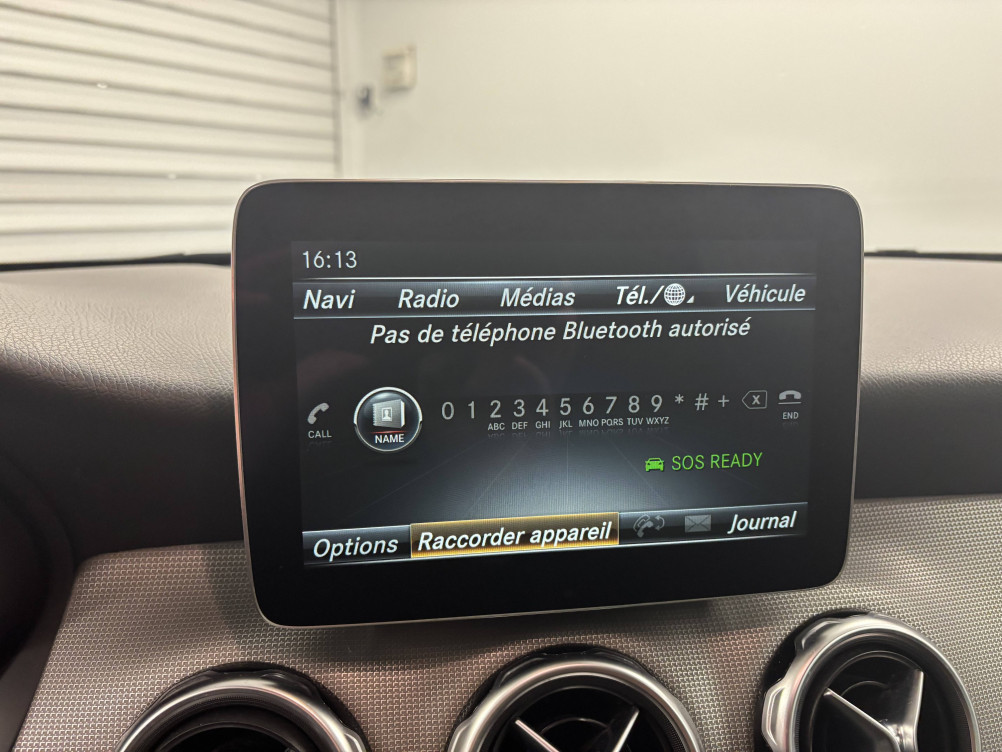 16:13
Navi Radio Médias Tél./ Véhicule
Pas de téléphone Bluetooth autorisé
0 1 2 3 4 5 6 7 8 9 * # + X
ABC DEF GHI JKL MNO PQRS TUV WXYZ
CALL NAME END
SOS READY
Options Raccorder appareil Journal